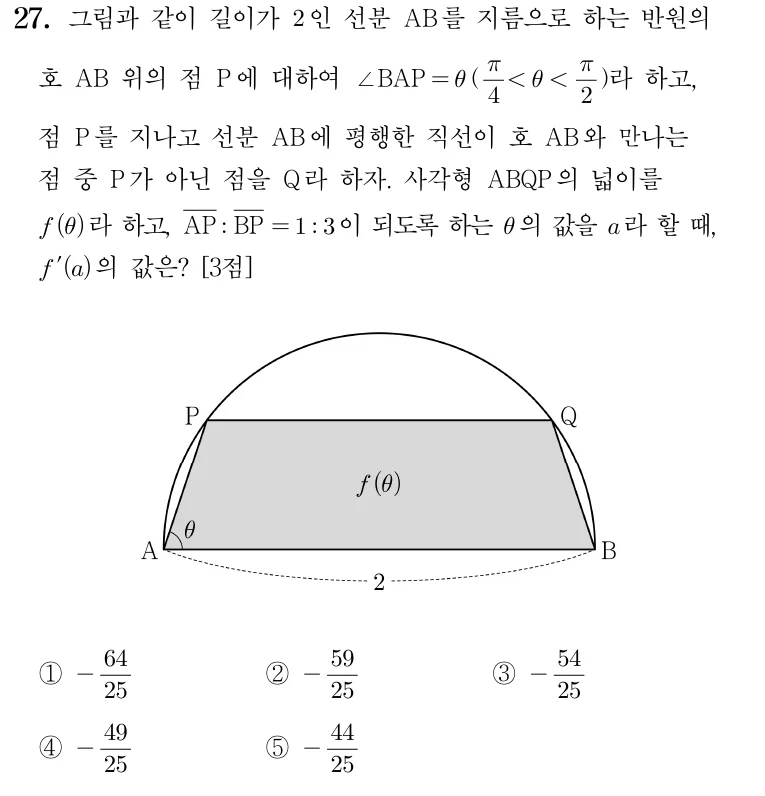 27. 그림과 같이 길이가 2인 선분 AB를 지름으로 하는 반원의
호 AB 위의 점 P에 대하여 ∠BAP=θ(π/4<θ<π/2)라 하고,
점 P를 지나고 선분 AB에 평행한 직선이 호 AB와 만나는
점 중 P가 아닌 점을 Q라 하자. 사각형 ABQP의 넓이를
f(θ)라 하고, A̅P̅ : B̅P̅ = 1 : 3이 되도록 하는 θ의 값을 a라 할 때,
f′(a)의 값은? [3점]
P Q
f(θ)
θ
A B
2
① −64/25 ② −59/25 ③ −54/25
④ −49/25 ⑤ −44/25